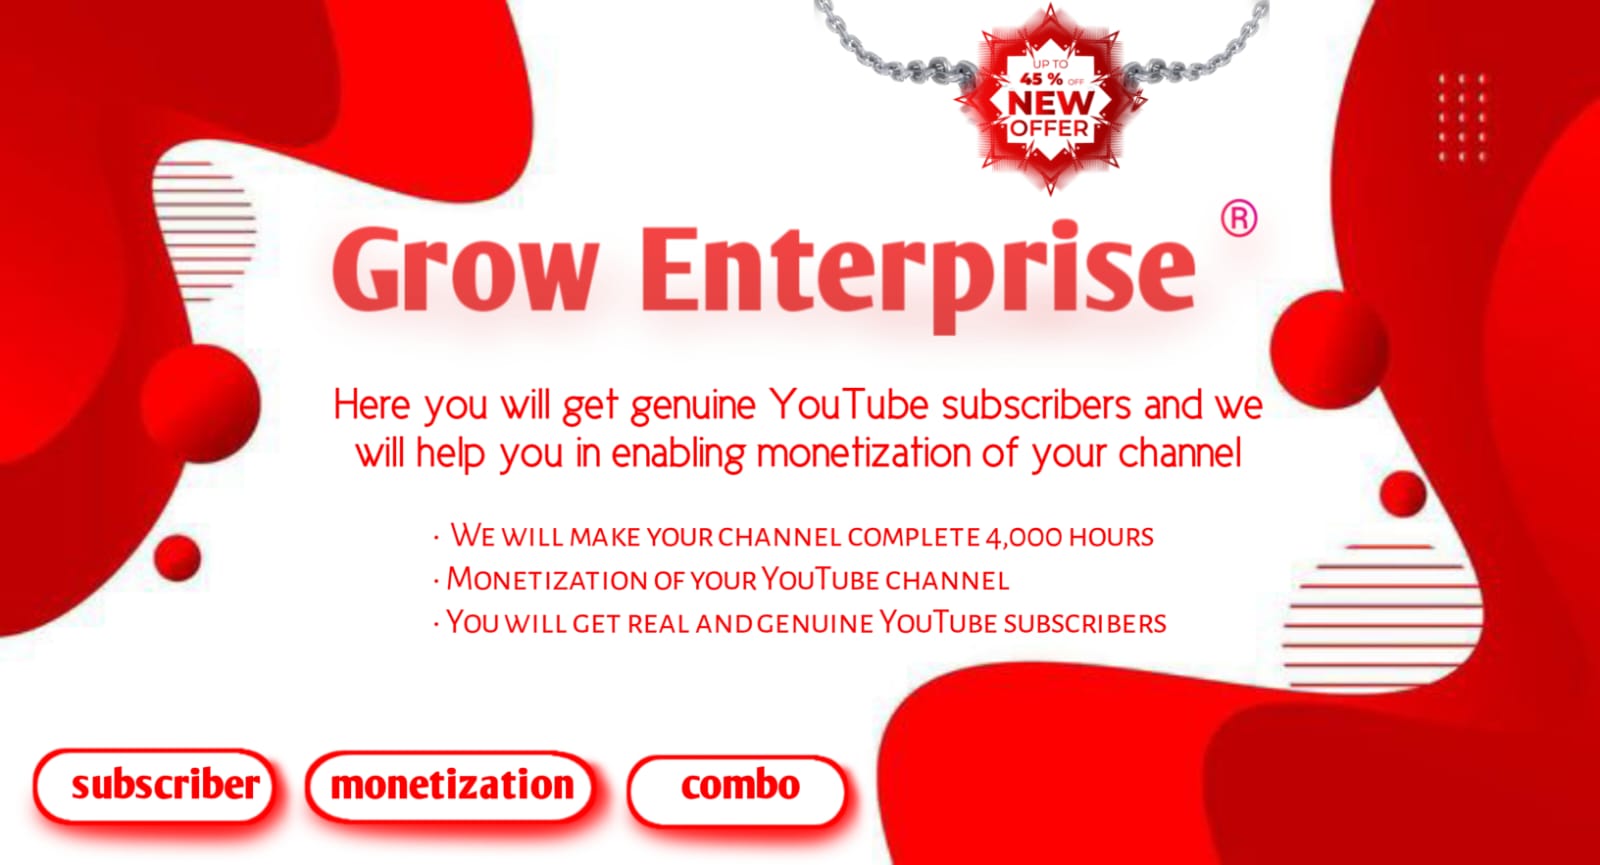 UP TO
45 % OFF
NEW
OFFER
Grow Enterprise ®
Here you will get genuine YouTube subscribers and we
will help you in enabling monetization of your channel
· We will make your channel complete 4,000 hours
· Monetization of your YouTube channel
· You will get real and genuine YouTube subscribers
subscriber
monetization
combo